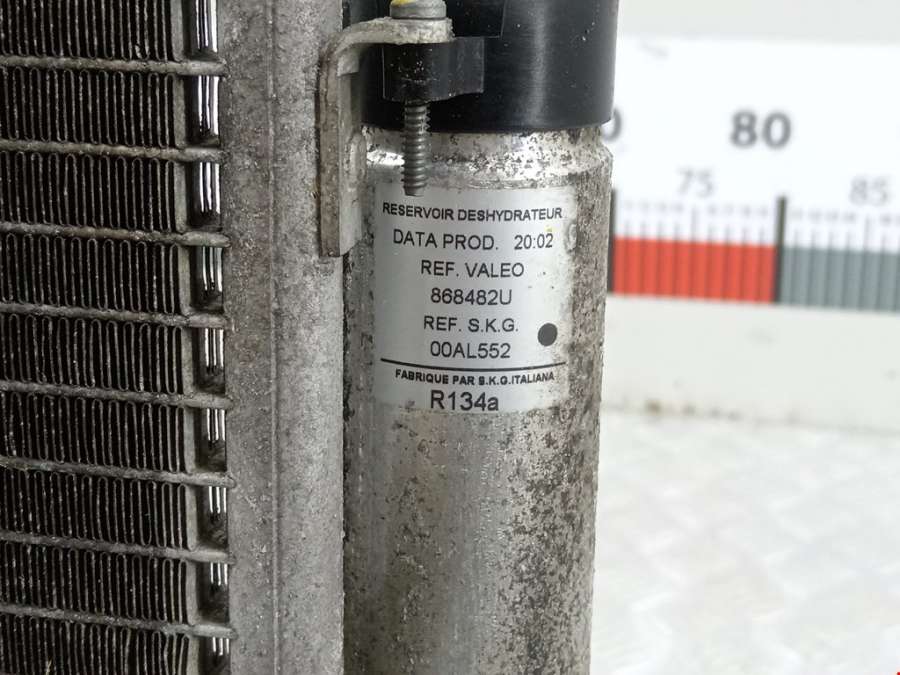 RESERVOIR DESHYDRATEUR
DATA PROD. 20:02
REF. VALEO
868482U
REF. S.K.G.
00AL552
FABRIQUE PAR S.K.G.ITALIANA
R134a
80
75
85